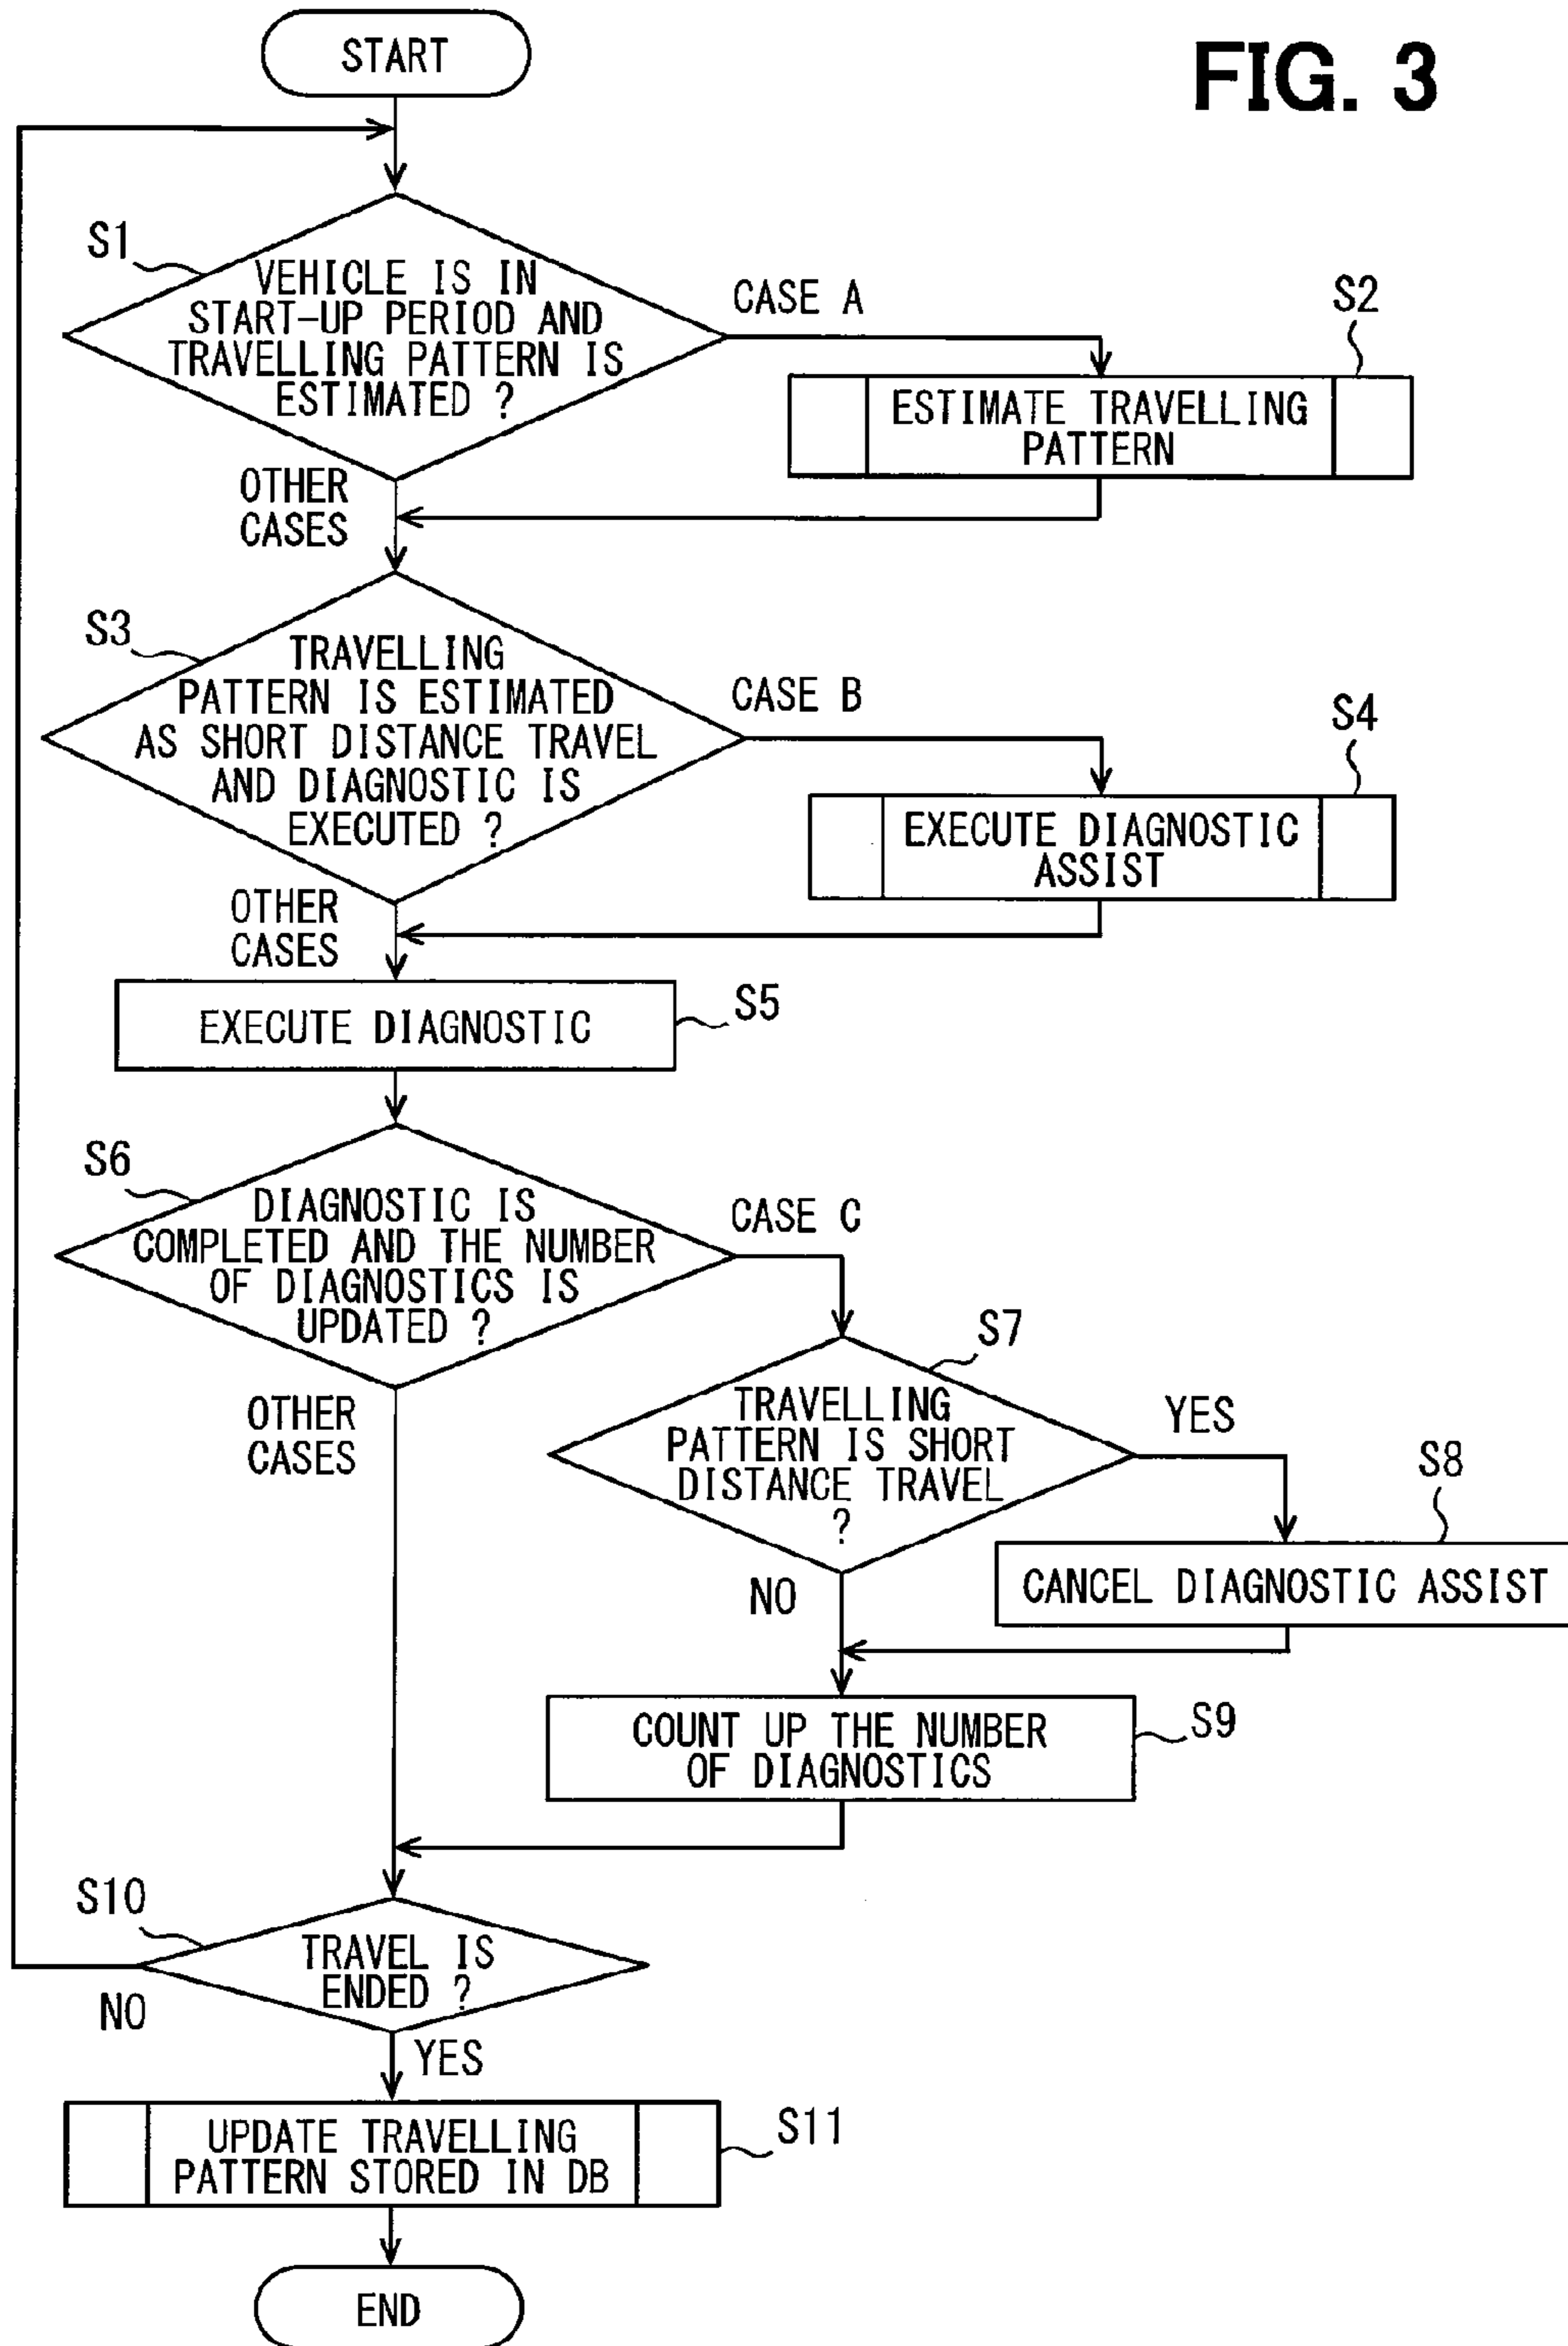 FIG. 3
START
S1
VEHICLE IS IN
START-UP PERIOD AND
TRAVELLING PATTERN IS
ESTIMATED ?
CASE A
S2
ESTIMATE TRAVELLING
PATTERN
OTHER
CASES
S3
TRAVELLING
PATTERN IS ESTIMATED
AS SHORT DISTANCE TRAVEL
AND DIAGNOSTIC IS
EXECUTED ?
CASE B
S4
EXECUTE DIAGNOSTIC
ASSIST
OTHER
CASES
EXECUTE DIAGNOSTIC
S5
S6
DIAGNOSTIC IS
COMPLETED AND THE NUMBER
OF DIAGNOSTICS IS
UPDATED ?
CASE C
OTHER
CASES
S7
TRAVELLING
PATTERN IS SHORT
DISTANCE TRAVEL
?
YES
S8
CANCEL DIAGNOSTIC ASSIST
NO
COUNT UP THE NUMBER
OF DIAGNOSTICS
S9
S10
TRAVEL IS
ENDED ?
NO
YES
UPDATE TRAVELLING
PATTERN STORED IN DB
S11
END